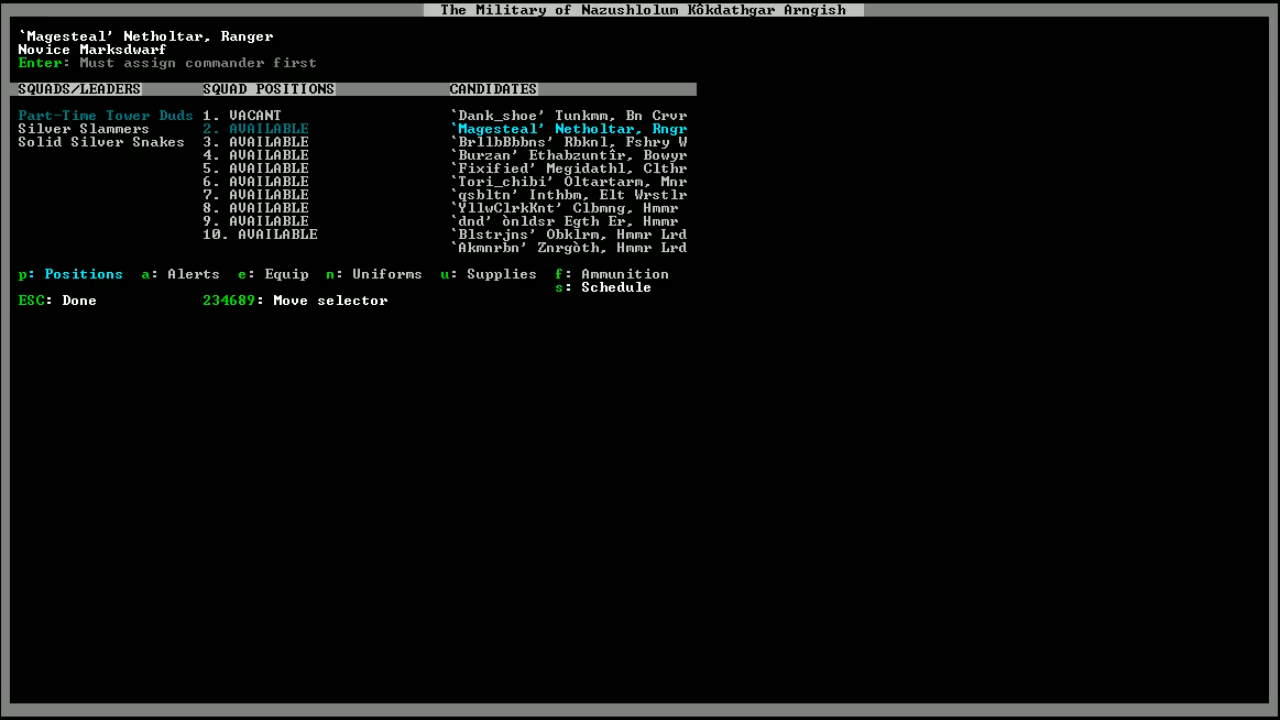 The Military of Nazushlolum Kôkdathgar Arngish
`Magesteal' Netholtar, Ranger
Novice Marksdwarf
Enter: Must assign commander first
SQUADS/LEADERS SQUAD POSITIONS CANDIDATES
Part-Time Tower Duds 1. VACANT `Dank_shoe' Tunkmm, Bn Crvr
Silver Slammers 2. AVAILABLE `Magesteal' Netholtar, Rngr
Solid Silver Snakes 3. AVAILABLE `BrllbBbbns' Rbknl, Fshry W
4. AVAILABLE `Burzan' Ethabzuntîr, Bowyr
5. AVAILABLE `Fixified' Megidathl, Clthr
6. AVAILABLE `Tori_chibi' Oltartarm, Mnr
7. AVAILABLE `qsbltn' Inthbm, Elt Wrstlr
8. AVAILABLE `YllwClrkKnt' Clbmng, Hmmr
9. AVAILABLE `dnd' ònldsr Egth Er, Hmmr
10. AVAILABLE `Blstrjns' Obklrm, Hmmr Lrd
`Akmnrbn' Znrgòth, Hmmr Lrd
p: Positions a: Alerts e: Equip n: Uniforms u: Supplies f: Ammunition
s: Schedule
ESC: Done 234689: Move selector